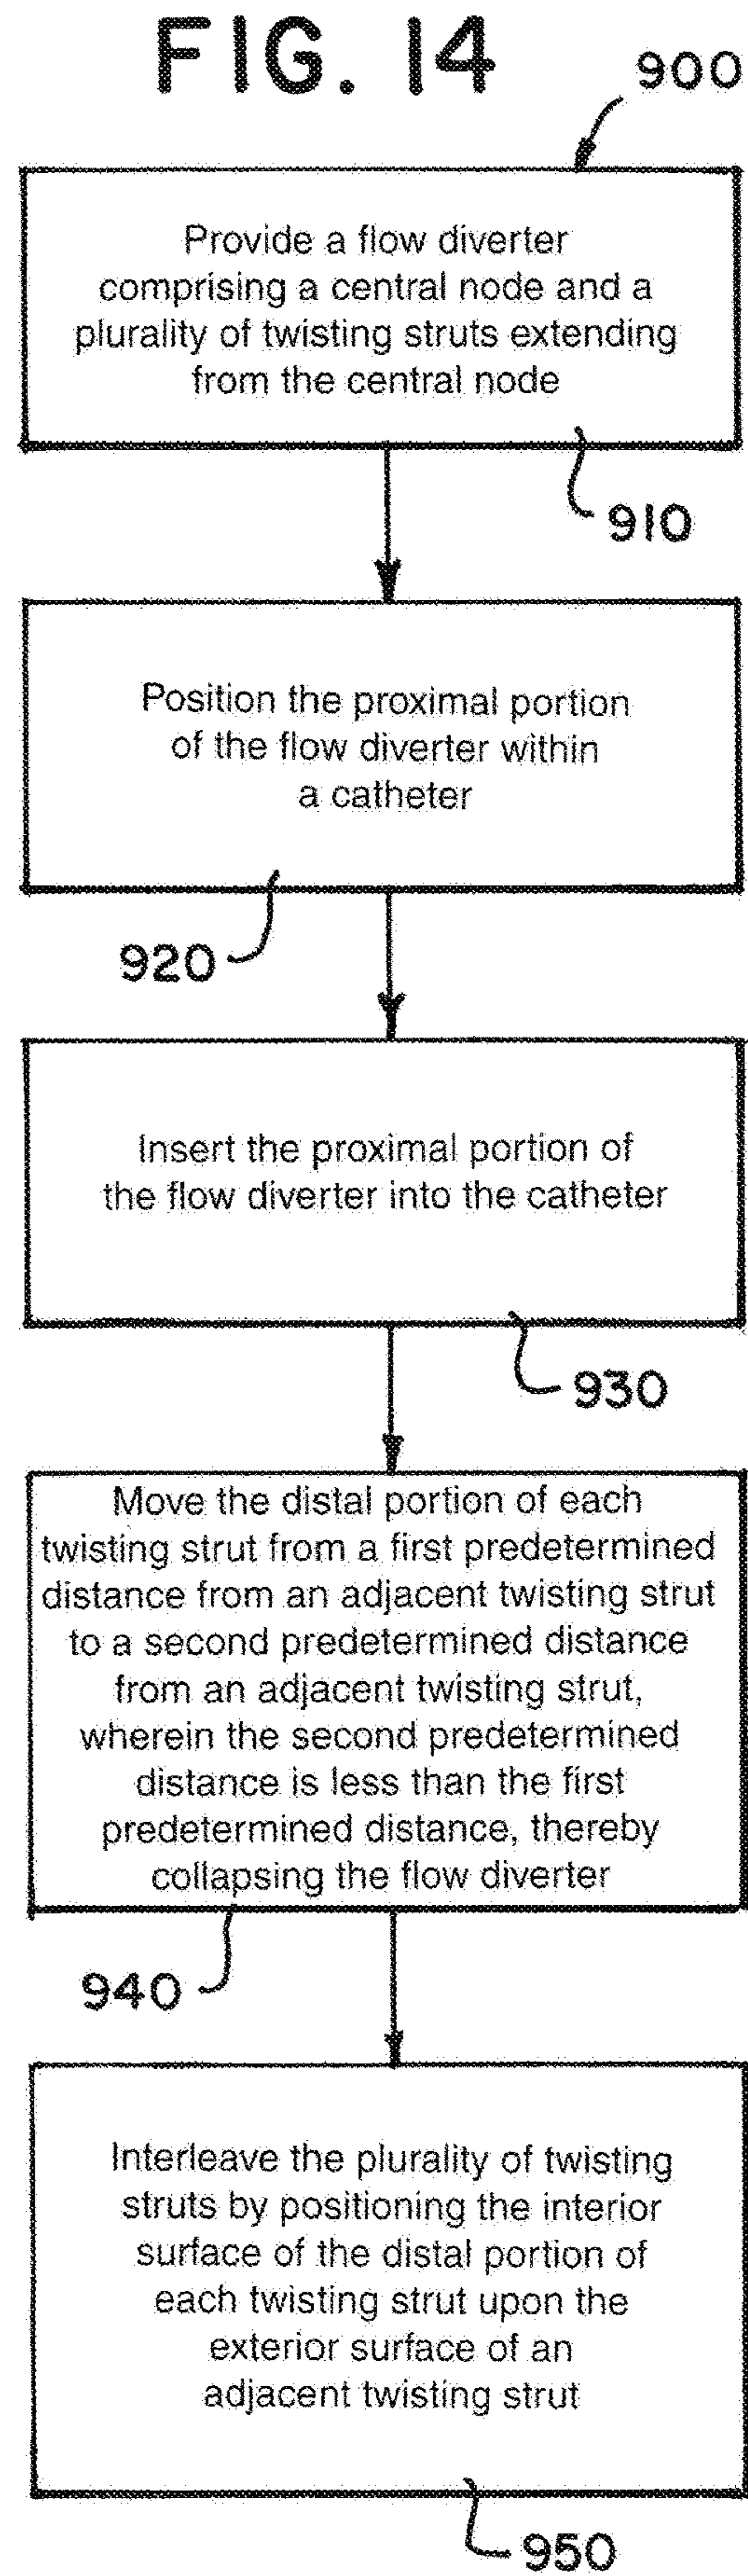 FIG. 14
900
Provide a flow diverter
comprising a central node and a
plurality of twisting struts extending
from the central node
910
Position the proximal portion
of the flow diverter within
a catheter
920
Insert the proximal portion of
the flow diverter into the catheter
930
Move the distal portion of each
twisting strut from a first predetermined
distance from an adjacent twisting strut
to a second predetermined distance
from an adjacent twisting strut,
wherein the second predetermined
distance is less than the first
predetermined distance, thereby
collapsing the flow diverter
940
Interleave the plurality of twisting
struts by positioning the interior
surface of the distal portion of
each twisting strut upon the
exterior surface of an
adjacent twisting strut
950